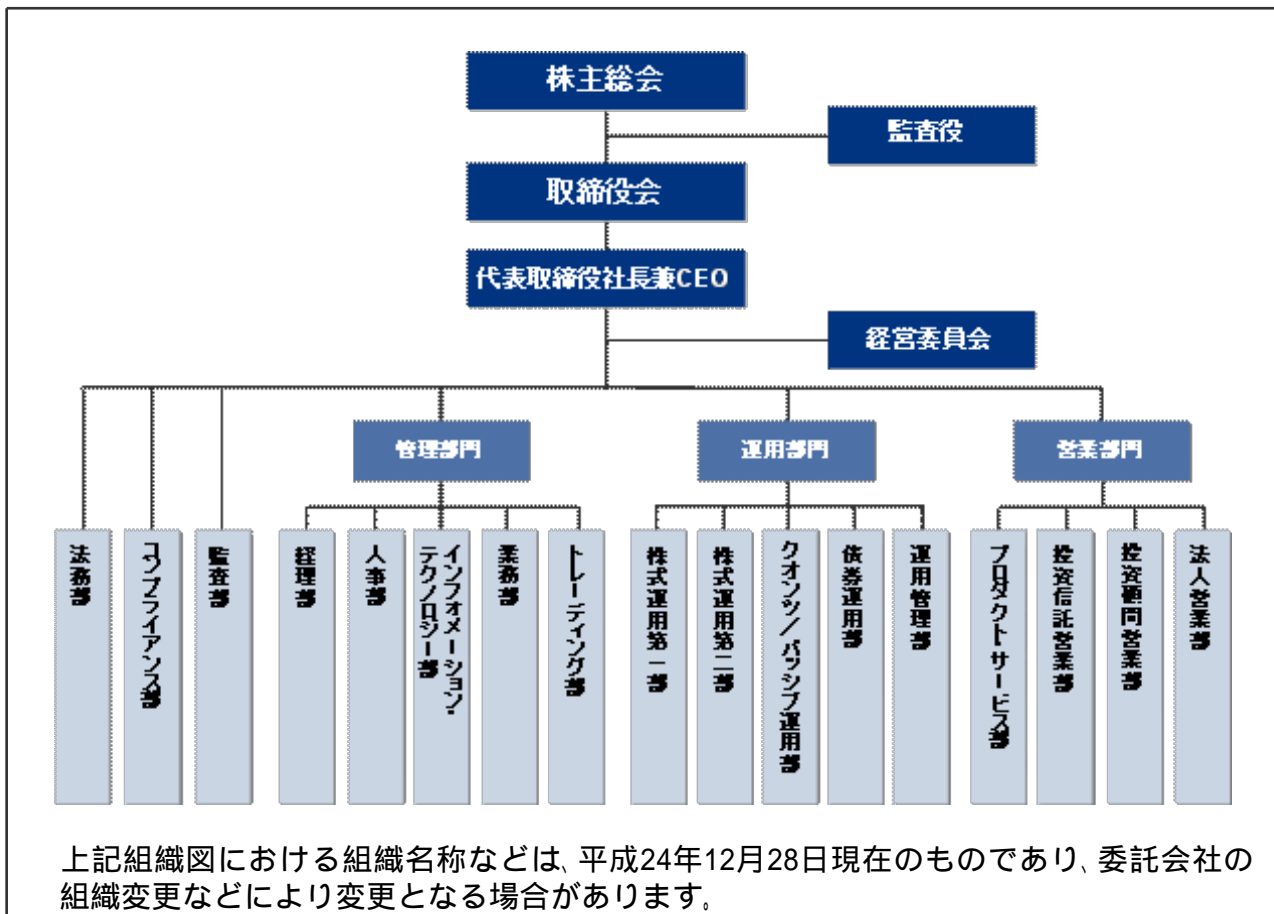 株主総会
監査役
取締役会
代表取締役社長兼CEO
経営委員会
管理部門
運用部門
営業部門
法務部
コンプライアンス部
監査部
経理部
人事部
インフォメーション・
テクノロジー部
業務部
トレーディング部
株式運用第一部
株式運用第二部
クオンツ/パッシブ運用部
債券運用部
運用管理部
プロダクトサービス部
投資信託営業部
投資顧問営業部
法人営業部
上記組織図における組織名称などは、平成24年12月28日現在のものであり、委託会社の
組織変更などにより変更となる場合があります。